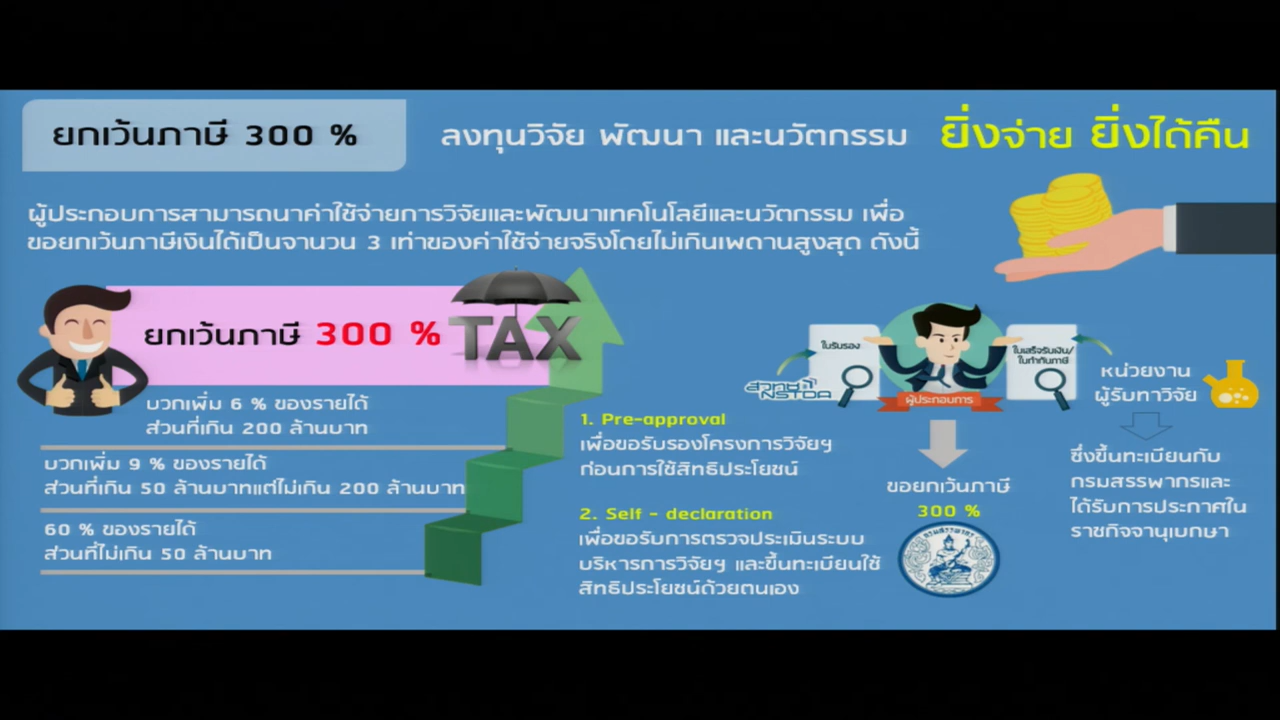 ยกเว้นภาษี 300 %
ลงทุนวิจัย พัฒนา และนวัตกรรม
ยิ่งจ่าย ยิ่งได้คืน
ผู้ประกอบการสามารถนาค่าใช้จ่ายการวิจัยและพัฒนาเทคโนโลยีและนวัตกรรม เพื่อ
ขอยกเว้นภาษีเงินได้เป็นจานวน 3 เท่าของค่าใช้จ่ายจริงโดยไม่เกินเพดานสูงสุด ดังนี้
ยกเว้นภาษี 300 %
TAX
บวกเพิ่ม 6 % ของรายได้
ส่วนที่เกิน 200 ล้านบาท
บวกเพิ่ม 9 % ของรายได้
ส่วนที่เกิน 50 ล้านบาทแต่ไม่เกิน 200 ล้านบาท
60 % ของรายได้
ส่วนที่ไม่เกิน 50 ล้านบาท
1. Pre-approval
เพื่อขอรับรองโครงการวิจัยฯ
ก่อนการใช้สิทธิประโยชน์
2. Self - declaration
เพื่อขอรับการตรวจประเมินระบบ
บริหารการวิจัยฯ และขึ้นทะเบียนใช้
สิทธิประโยชน์ด้วยตนเอง
ใบรับรอง
สวทช
NSTDA
ผู้ประกอบการ
ใบเสร็จรับเงิน/
ใบกำกับภาษี
ขอยกเว้นภาษี
300 %
กรมสรรพากร
หน่วยงาน
ผู้รับทาวิจัย
ซึ่งขึ้นทะเบียนกับ
กรมสรรพากรและ
ได้รับการประกาศใน
ราชกิจจานุเบกษา